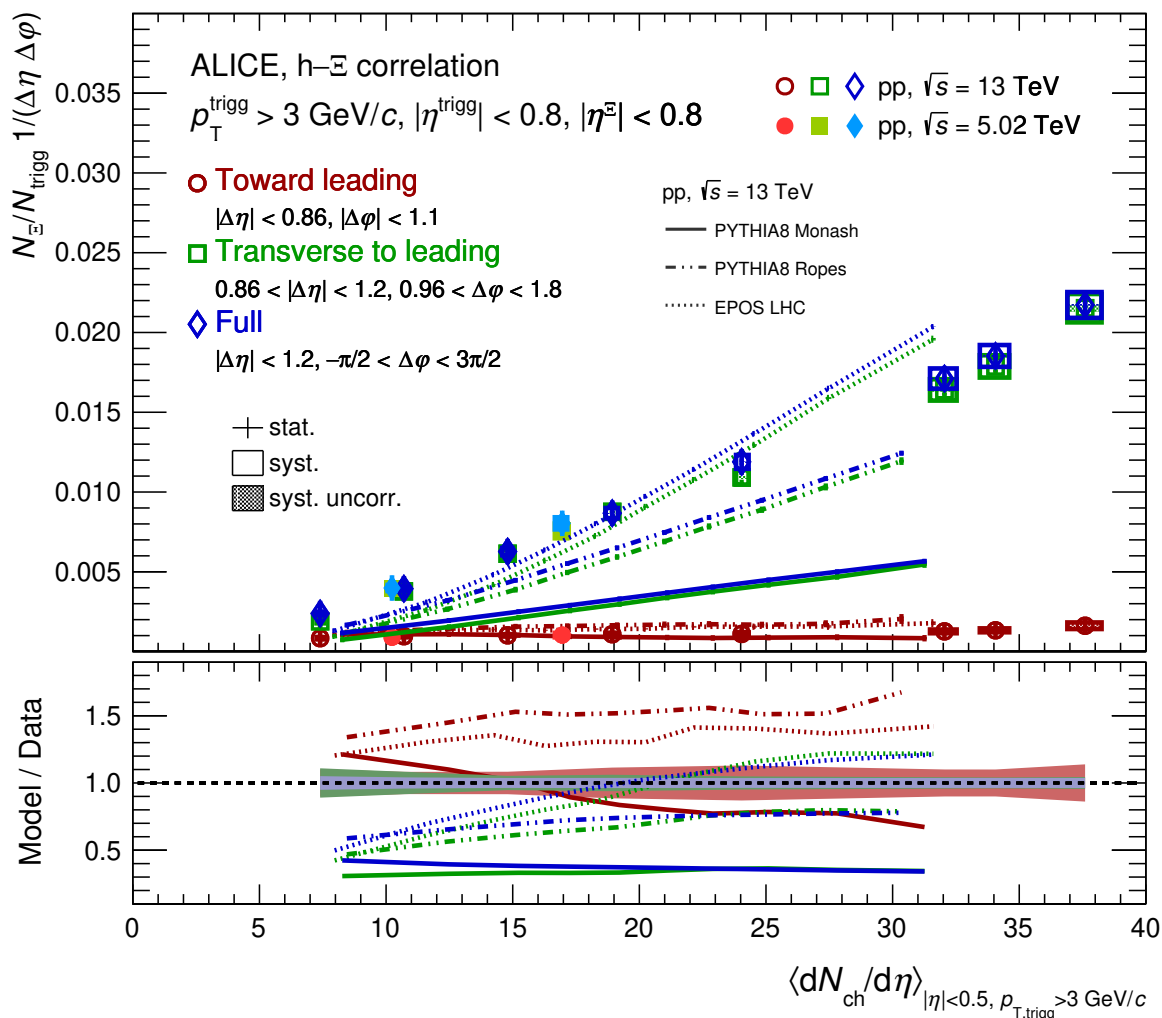 ALICE, h–Ξ correlation
p_T^trigg > 3 GeV/c, |η^trigg| < 0.8, |η^Ξ| < 0.8
pp, √s = 13 TeV
pp, √s = 5.02 TeV
Toward leading
|Δη| < 0.86, |Δφ| < 1.1
Transverse to leading
0.86 < |Δη| < 1.2, 0.96 < Δφ < 1.8
Full
|Δη| < 1.2, –π/2 < Δφ < 3π/2
pp, √s = 13 TeV
PYTHIA8 Monash
PYTHIA8 Ropes
EPOS LHC
stat.
syst.
syst. uncorr.
N_Ξ/N_trigg 1/(Δη Δφ)
0.035
0.030
0.025
0.020
0.015
0.010
0.005
Model / Data
1.5
1.0
0.5
0 5 10 15 20 25 30 35 40
⟨dN_ch/dη⟩_|η|<0.5, p_T,trigg>3 GeV/c